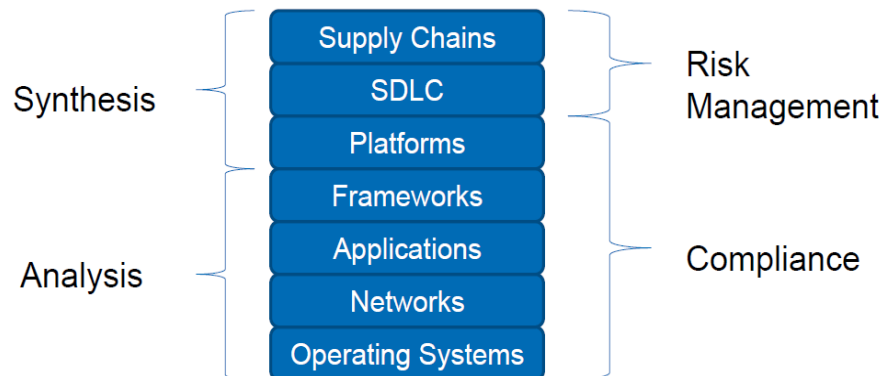 Supply Chains
SDLC
Platforms
Frameworks
Applications
Networks
Operating Systems
Synthesis
Analysis
Risk
Management
Compliance